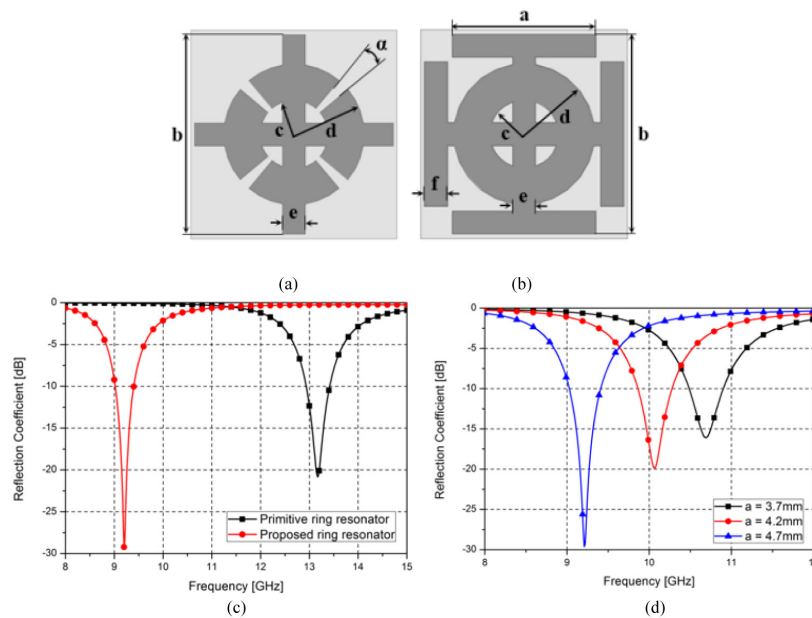 α
b
c
d
e
a
c
d
b
f
e
(a)
(b)
0
-5
-10
-15
-20
-25
-30
Reflection Coefficient [dB]
Primitive ring resonator
Proposed ring resonator
8 9 10 11 12 13 14 15
Frequency [GHz]
(c)
0
-5
-10
-15
-20
-25
-30
Reflection Coefficient [dB]
a = 3.7mm
a = 4.2mm
a = 4.7mm
8 9 10 11
Frequency [GHz]
(d)